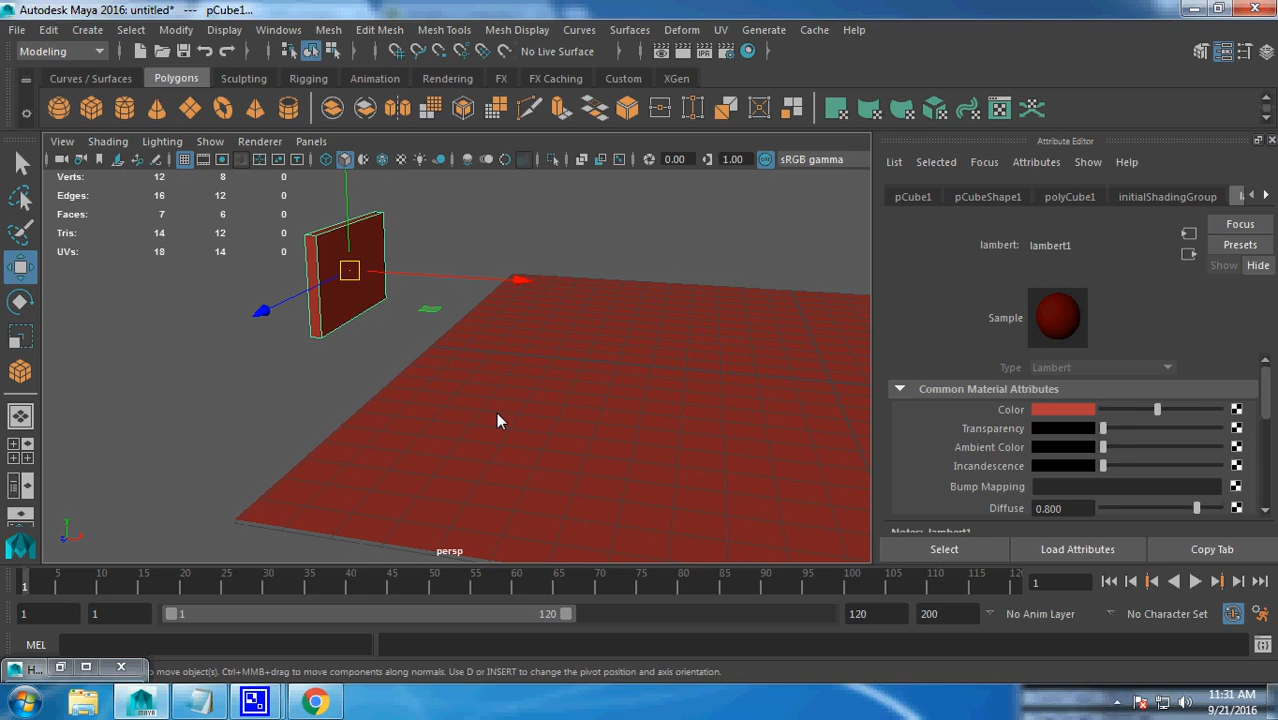 Autodesk Maya 2016: untitled*   ---   pCube1...
File Edit Create Select Modify Display Windows Mesh Edit Mesh Mesh Tools Mesh Display Curves Surfaces Deform UV Generate Cache Help
Modeling No Live Surface
Curves / Surfaces Polygons Sculpting Rigging Animation Rendering FX FX Caching Custom XGen
View Shading Lighting Show Renderer Panels
0.00 1.00 sRGB gamma
Verts: 12 8 0
Edges: 16 12 0
Faces: 7 6 0
Tris: 14 12 0
UVs: 18 14 0
y
persp
Attribute Editor
List Selected Focus Attributes Show Help
pCube1 pCubeShape1 polyCube1 initialShadingGroup
lambert: lambert1
Focus
Presets
Show Hide
Sample
Type Lambert
Common Material Attributes
Color
Transparency
Ambient Color
Incandescence
Bump Mapping
Diffuse 0.800
Notes: lambert1
Select Load Attributes Copy Tab
1 5 10 15 20 25 30 35 40 45 50 55 60 65 70 75 80 85 90 95 100 105 110 115 12
1
1 1 1 120 120 200 No Anim Layer No Character Set
MEL
H... to move object(s). Ctrl+MMB+drag to move components along normals. Use D or INSERT to change the pivot position and axis orientation.
MAYA
11:31 AM
9/21/2016